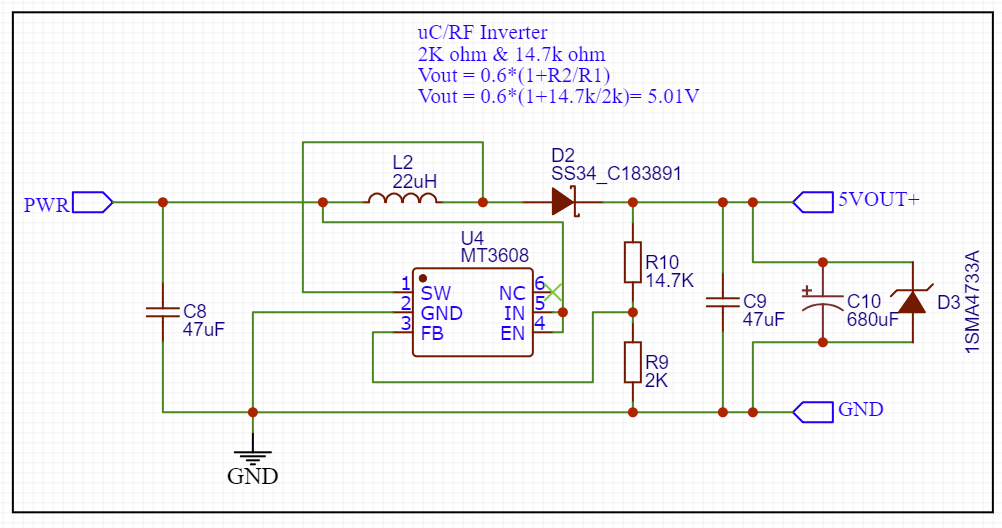 uC/RF Inverter
2K ohm & 14.7k ohm
Vout = 0.6*(1+R2/R1)
Vout = 0.6*(1+14.7k/2k)= 5.01V
L2
22uH
D2
SS34_C183891
PWR
5VOUT+
U4
MT3608
1
2
3
SW
GND
FB
NC
IN
EN
6
5
4
R10
14.7K
R9
2K
C8
47uF
C9
47uF
+
C10
680uF
D3
1SMA4733A
GND
GND